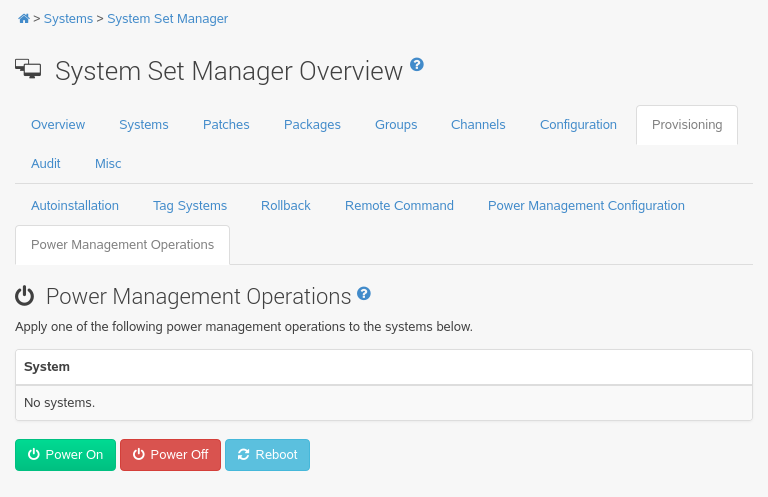 > Systems > System Set Manager
System Set Manager Overview ?
Overview Systems Patches Packages Groups Channels Configuration Provisioning
Audit Misc
Autoinstallation Tag Systems Rollback Remote Command Power Management Configuration
Power Management Operations
Power Management Operations ?
Apply one of the following power management operations to the systems below.
System
No systems.
Power On Power Off Reboot